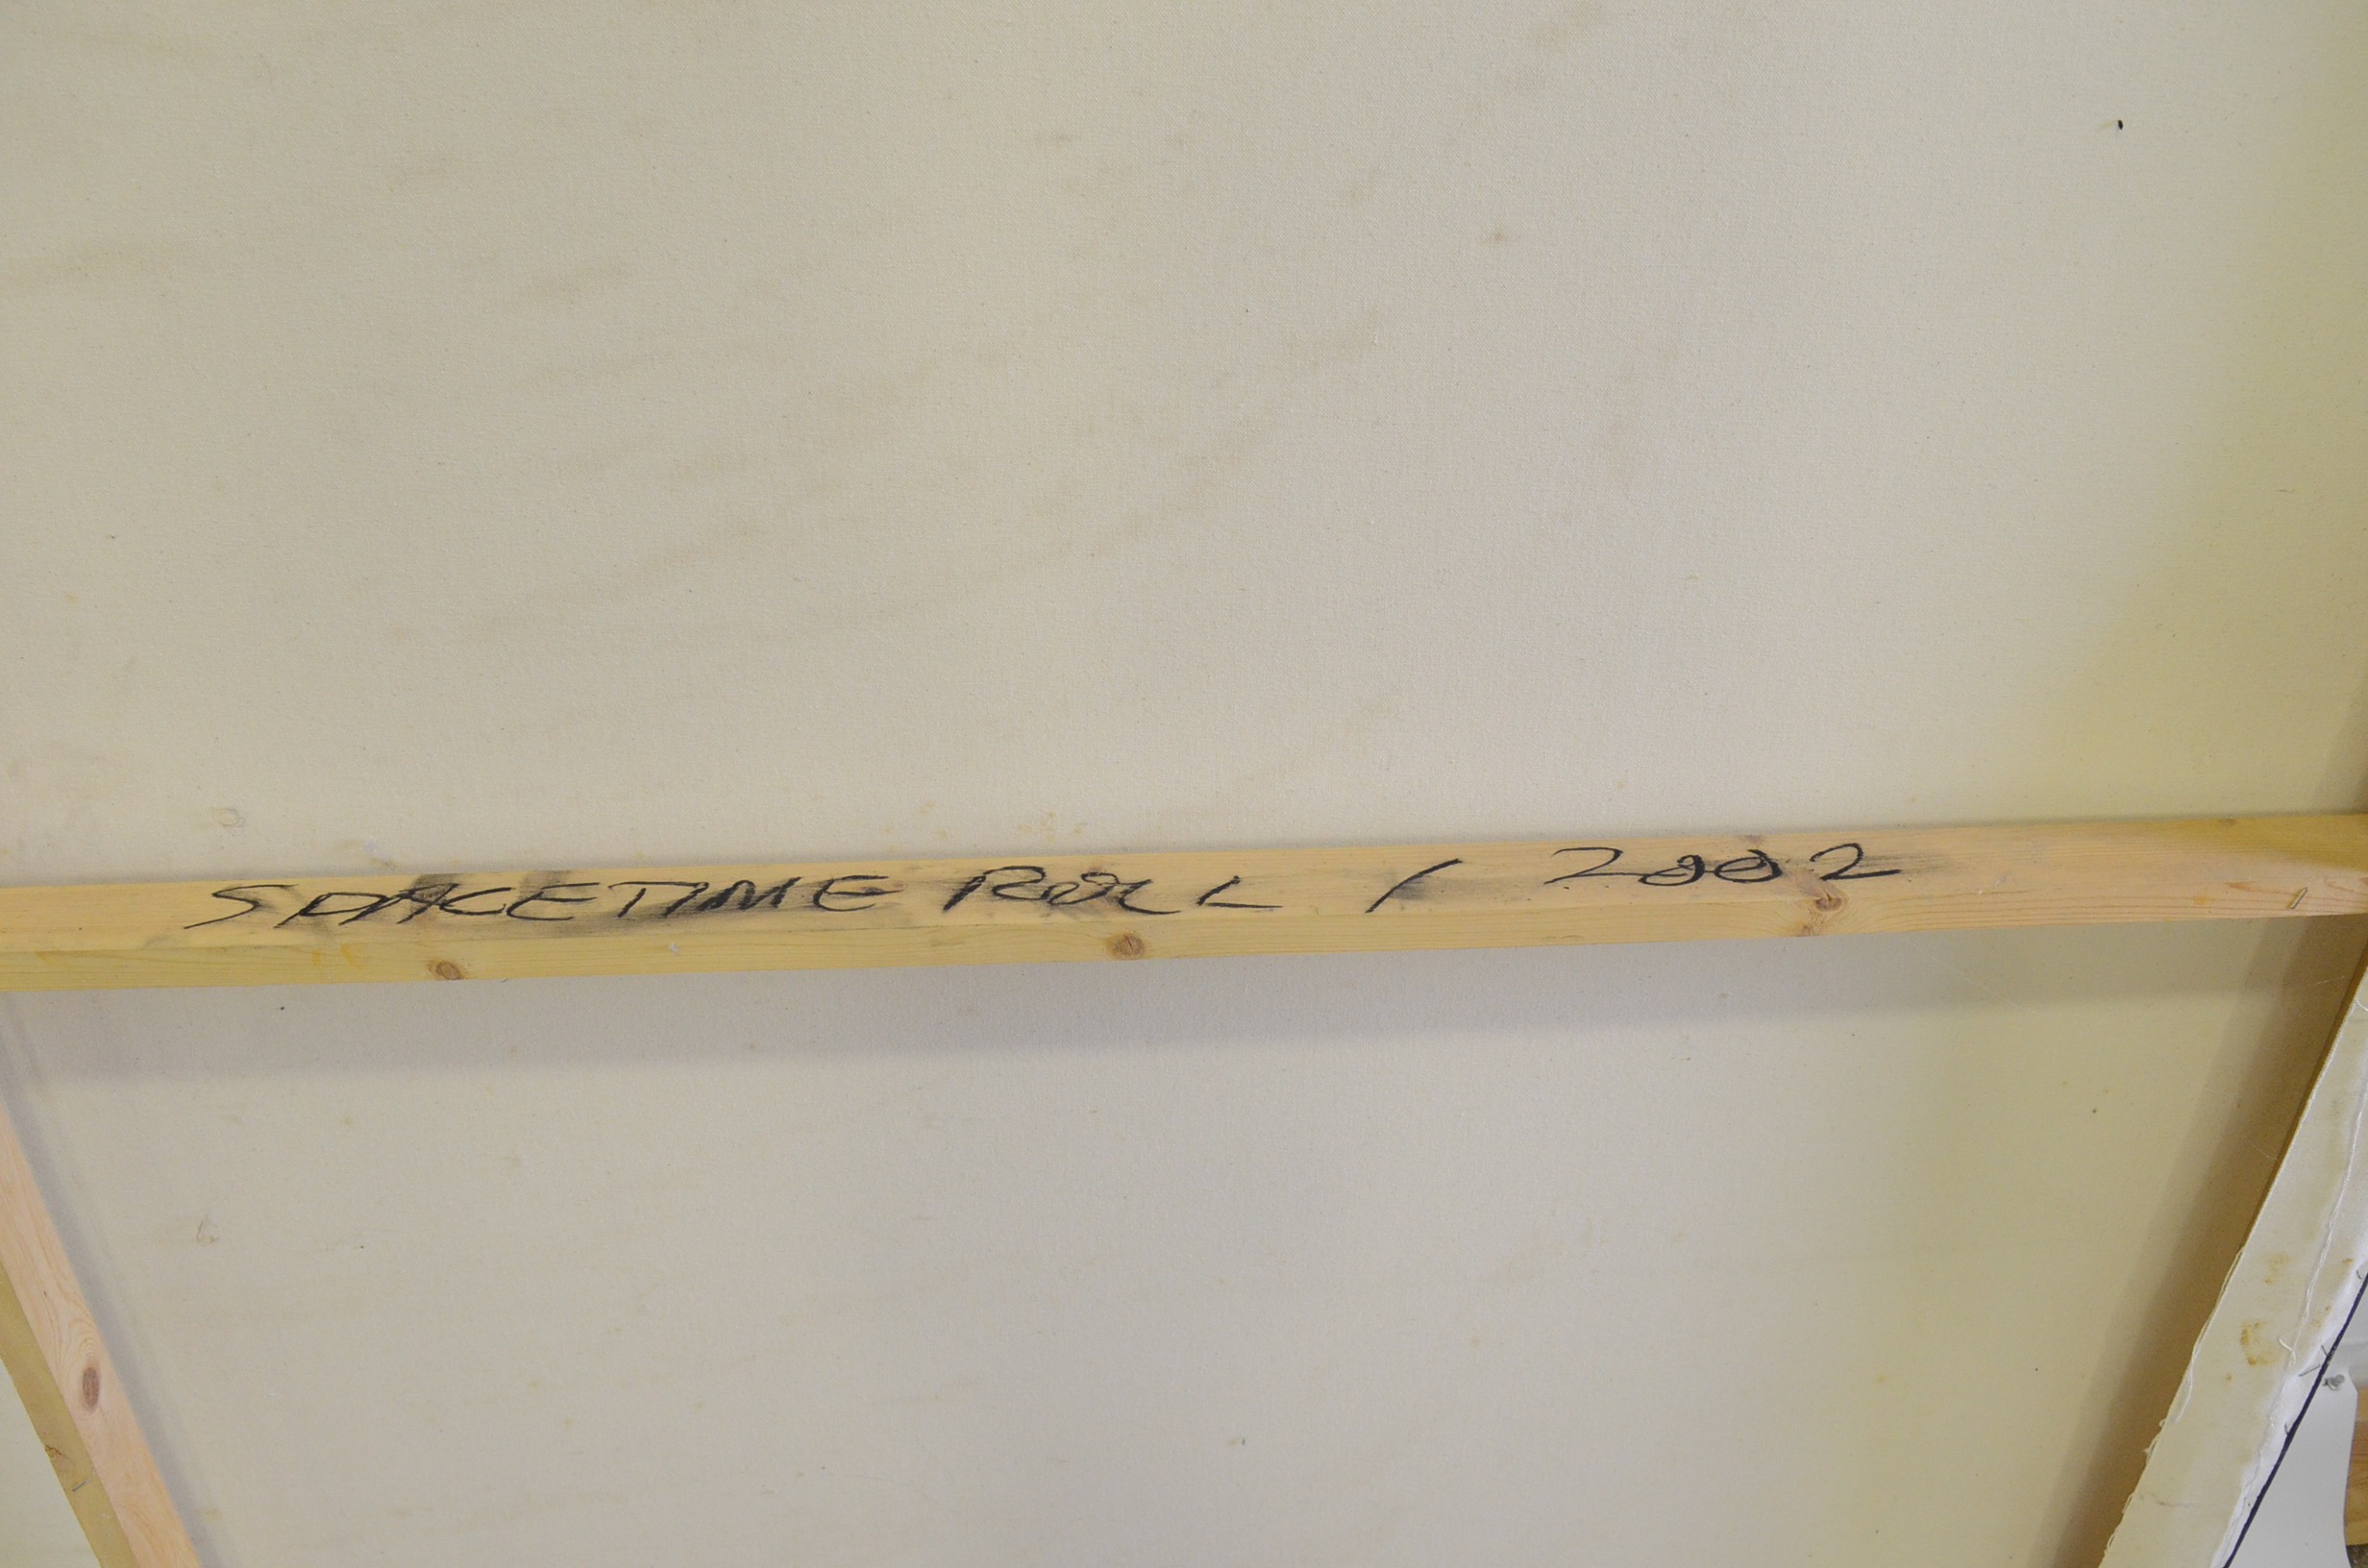 SPACETIME ROLL / 2002